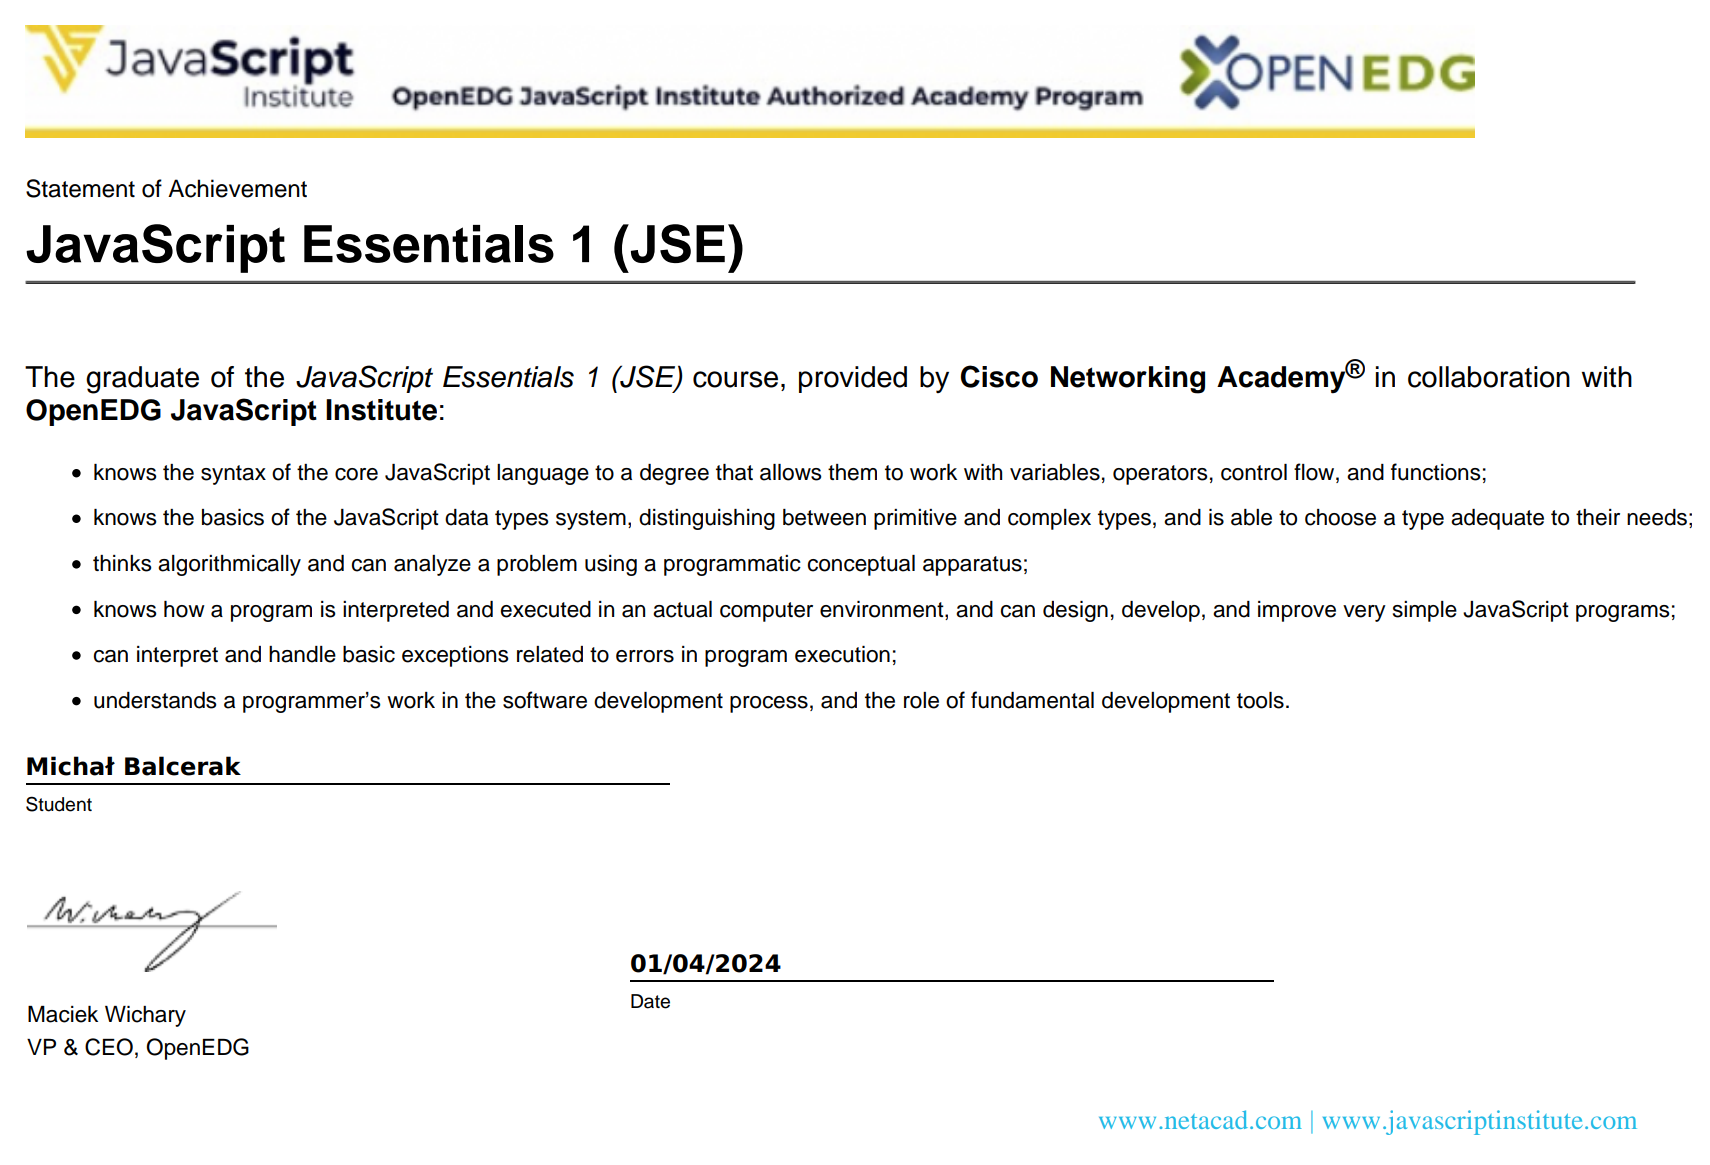 JavaScript
Institute
OpenEDG JavaScript Institute Authorized Academy Program
OPENEDG
Statement of Achievement
JavaScript Essentials 1 (JSE)
The graduate of the JavaScript Essentials 1 (JSE) course, provided by Cisco Networking Academy® in collaboration with
OpenEDG JavaScript Institute:
• knows the syntax of the core JavaScript language to a degree that allows them to work with variables, operators, control flow, and functions;
• knows the basics of the JavaScript data types system, distinguishing between primitive and complex types, and is able to choose a type adequate to their needs;
• thinks algorithmically and can analyze a problem using a programmatic conceptual apparatus;
• knows how a program is interpreted and executed in an actual computer environment, and can design, develop, and improve very simple JavaScript programs;
• can interpret and handle basic exceptions related to errors in program execution;
• understands a programmer’s work in the software development process, and the role of fundamental development tools.
Michał Balcerak
Student
W. Wichary
01/04/2024
Date
Maciek Wichary
VP & CEO, OpenEDG
www.netacad.com | www.javascriptinstitute.com